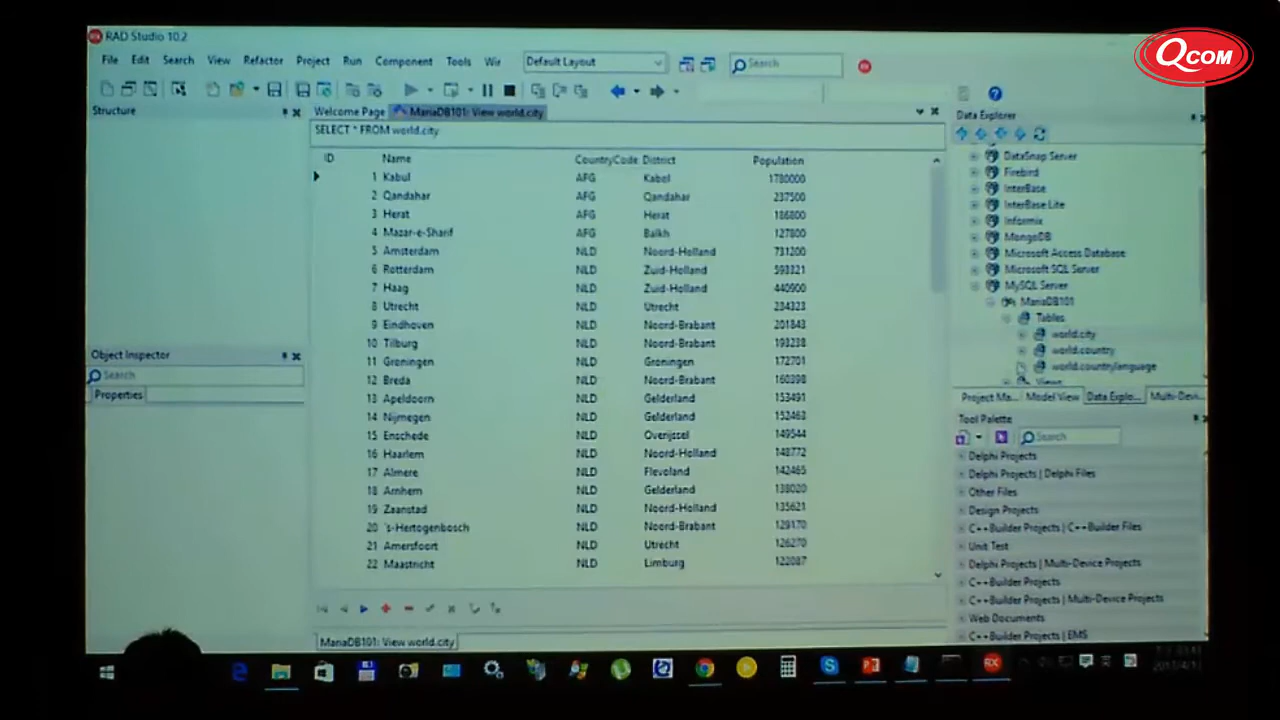 RAD Studio 10.2
QCOM
File Edit Search View Refactor Project Run Component Tools Wir
Default Layout
Search
Structure
Welcome Page MariaDB101: View world.city
SELECT * FROM world.city
ID Name CountryCode District Population
1 Kabul AFG Kabol 1780000
2 Qandahar AFG Qandahar 237500
3 Herat AFG Herat 186800
4 Mazar-e-Sharif AFG Balkh 127800
5 Amsterdam NLD Noord-Holland 731200
6 Rotterdam NLD Zuid-Holland 593321
7 Haag NLD Zuid-Holland 440900
8 Utrecht NLD Utrecht 234323
9 Eindhoven NLD Noord-Brabant 201843
10 Tilburg NLD Noord-Brabant 193238
11 Groningen NLD Groningen 172701
12 Breda NLD Noord-Brabant 160398
13 Apeldoorn NLD Gelderland 153491
14 Nijmegen NLD Gelderland 152463
15 Enschede NLD Overijssel 149544
16 Haarlem NLD Noord-Holland 148772
17 Almere NLD Flevoland 142465
18 Arnhem NLD Gelderland 138020
19 Zaanstad NLD Noord-Holland 135621
20 's-Hertogenbosch NLD Noord-Brabant 129170
21 Amersfoort NLD Utrecht 126270
22 Maastricht NLD Limburg 122087
MariaDB101: View world.city
Object Inspector
Search
Properties
Data Explorer
DataSnap Server
Firebird
InterBase
InterBase Lite
Informix
MongoDB
Microsoft Access Database
Microsoft SQL Server
MySQL Server
MariaDB101
Tables
world.city
world.country
world.countrylanguage
Views
Project Ma... Model View Data Explo... Multi-Devi...
Tool Palette
Search
Delphi Projects
Delphi Projects | Delphi Files
Other Files
Design Projects
C++Builder Projects | C++Builder Files
Unit Test
Delphi Projects | Multi-Device Projects
C++Builder Projects
C++Builder Projects | Multi-Device Projects
Web Documents
C++Builder Projects | EMS